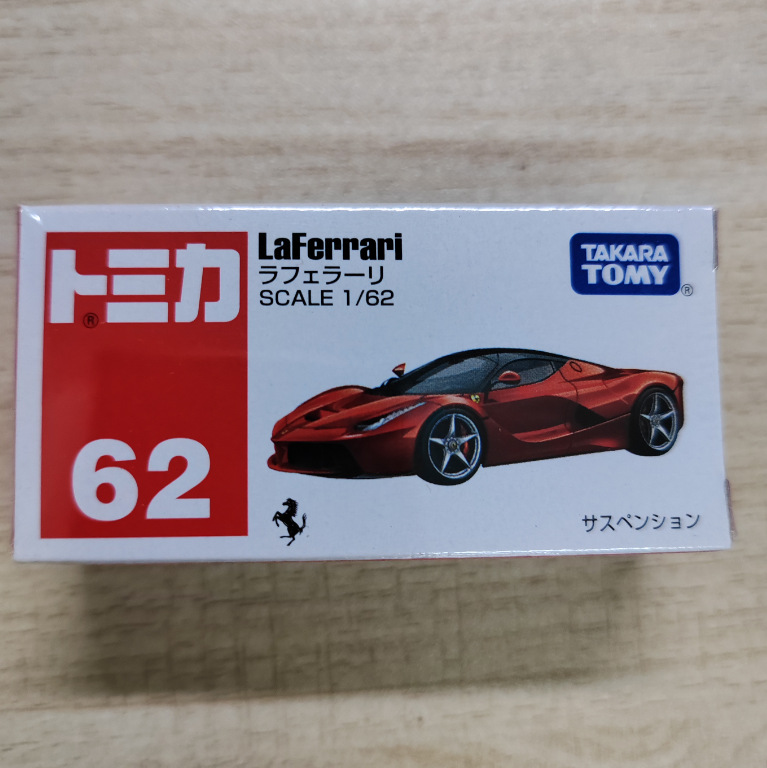 トミカ
®
62
LaFerrari
ラフェラーリ
SCALE 1/62
TAKARA
TOMY
®
サスペンション